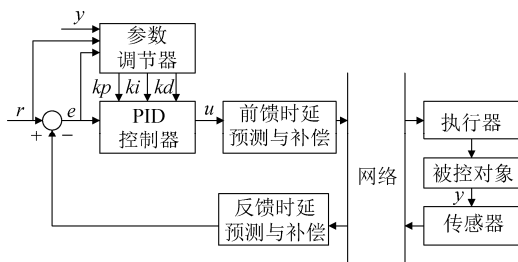 y
参数
调节器
kp ki kd
r
e
+
−
PID
控制器
u
前馈时延
预测与补偿
网络
执行器
被控对象
y
传感器
反馈时延
预测与补偿